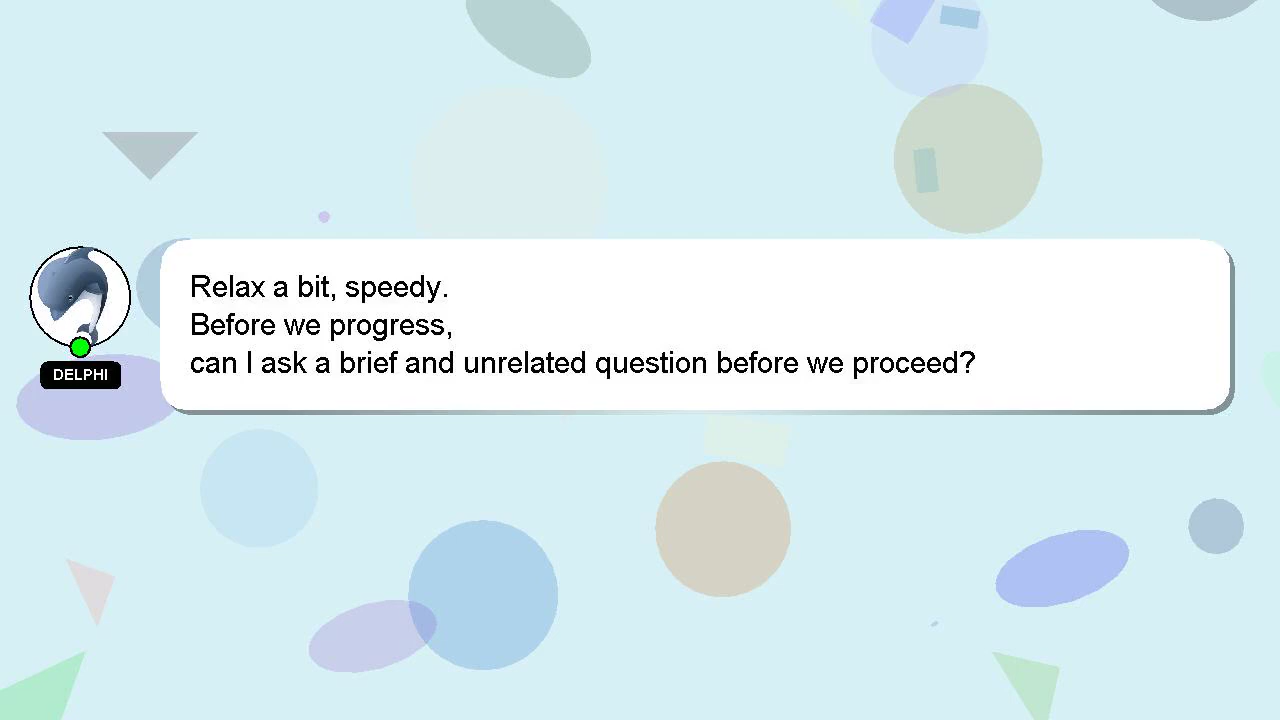 Relax a bit, speedy.
Before we progress,
can I ask a brief and unrelated question before we proceed?
DELPHI